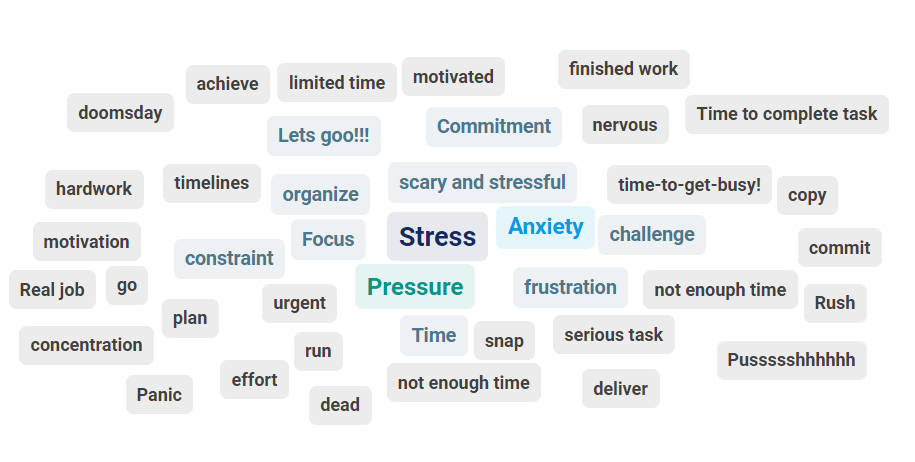 finished work
achieve
limited time
motivated
doomsday
Lets goo!!!
Commitment
nervous
Time to complete task
hardwork
timelines
organize
scary and stressful
time-to-get-busy!
copy
motivation
constraint
Focus
Stress
Anxiety
challenge
commit
Real job
go
Pressure
frustration
not enouph time
Rush
plan
urgent
concentration
run
Time
snap
serious task
Pusssshhhhhh
Panic
effort
dead
not enough time
deliver